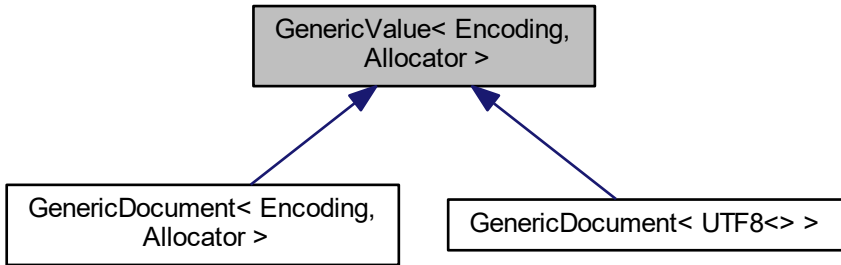 GenericValue< Encoding,
Allocator >
GenericDocument< Encoding,
Allocator >
GenericDocument< UTF8<> >